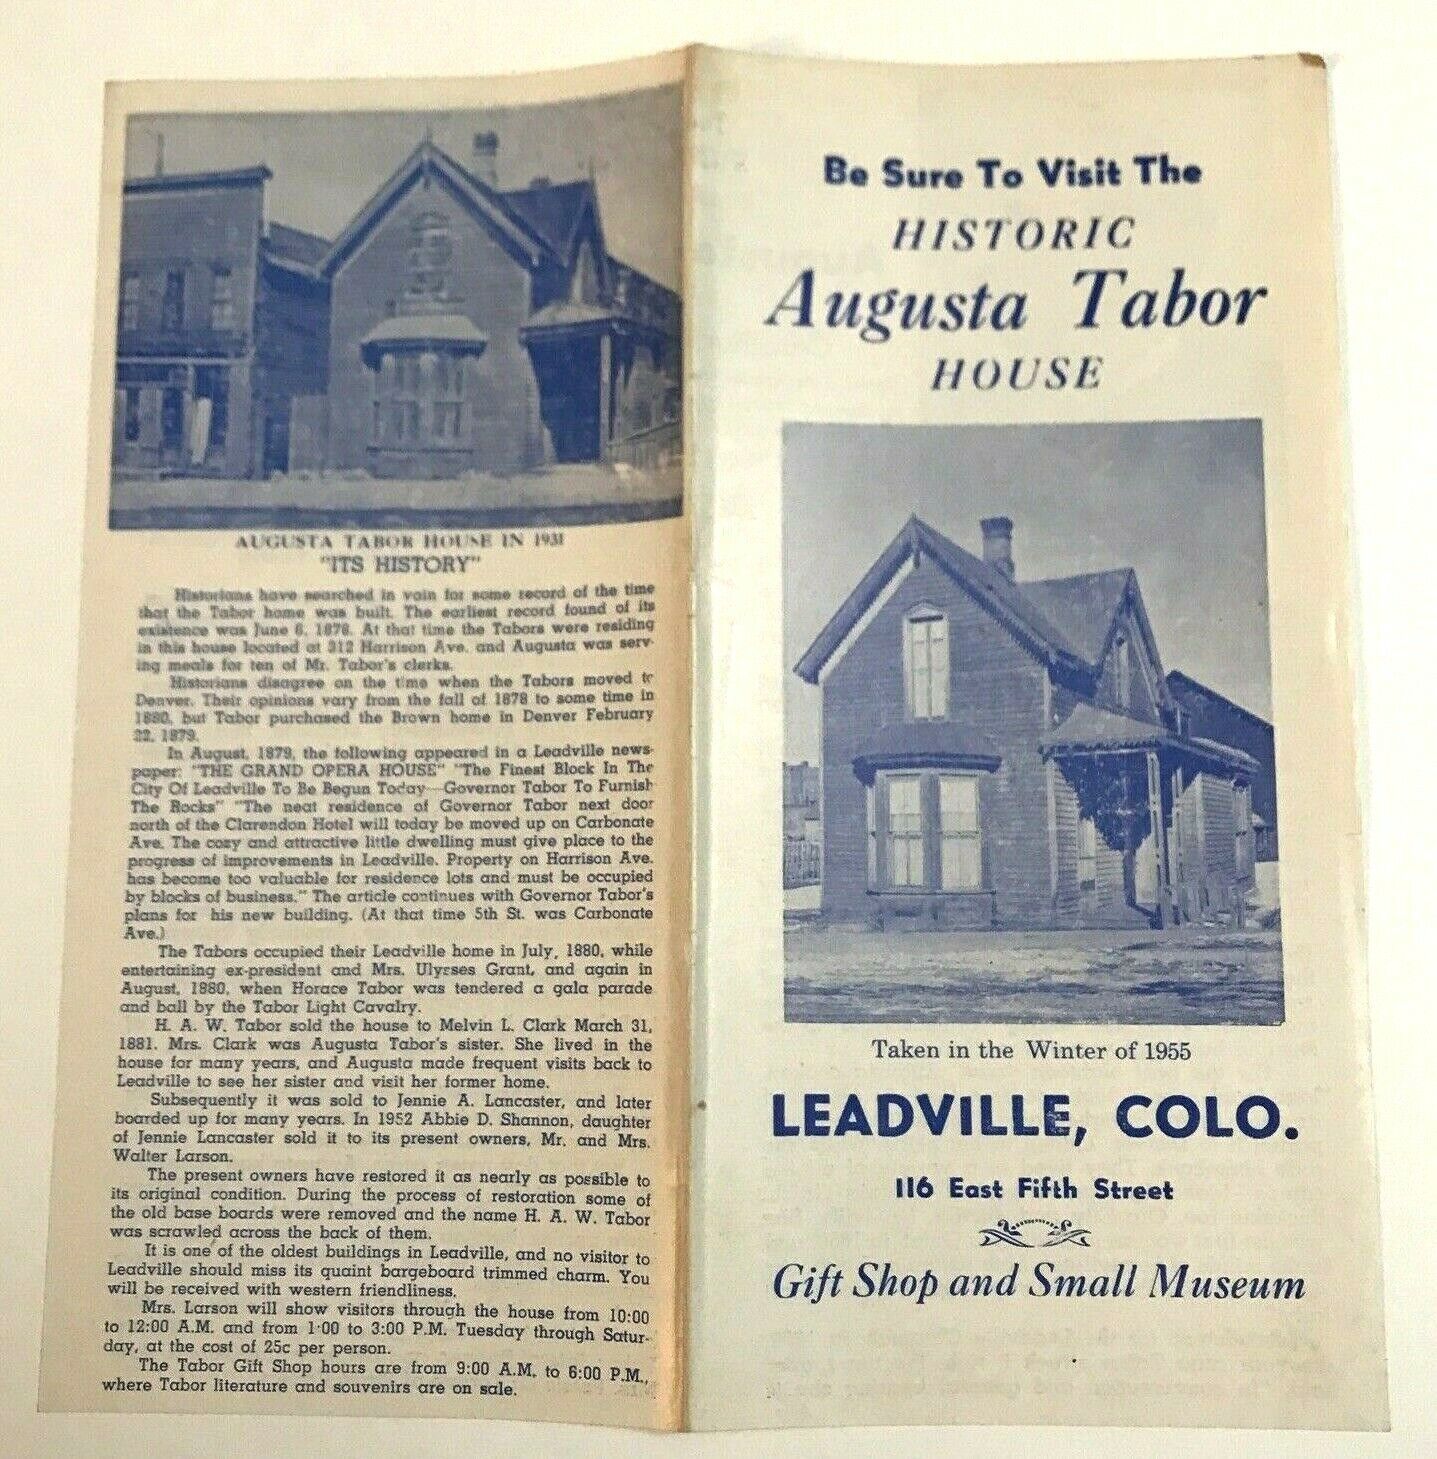 AUGUSTA TABOR HOUSE IN 1931
"ITS HISTORY"
Historians have searched in vain for some record of the time
that the Tabor home was built. The earliest record found of its
existence was June 6, 1878. At that time the Tabors were residing
in this house located at 312 Harrison Ave. and Augusta was serv-
ing meals for ten of Mr. Tabor's clerks.
Historians disagree on the time when the Tabors moved to
Denver. Their opinions vary from the fall of 1878 to some time in
1880, but Tabor purchased the Brown home in Denver February
22, 1879.
In August, 1879, the following appeared in a Leadville news-
paper: "THE GRAND OPERA HOUSE" "The Finest Block In The
City Of Leadville To Be Begun Today—Governor Tabor To Furnish
The Rocks" "The neat residence of Governor Tabor next door
north of the Clarendon Hotel will today be moved up on Carbonate
Ave. The cozy and attractive little dwelling must give place to the
progress of improvements in Leadville. Property on Harrison Ave.
has become too valuable for residence lots and must be occupied
by blocks of business." The article continues with Governor Tabor's
plans for his new building. (At that time 5th St. was Carbonate
Ave.)
The Tabors occupied their Leadville home in July, 1880, while
entertaining ex-president and Mrs. Ulysses Grant, and again in
August, 1880, when Horace Tabor was tendered a gala parade
and ball by the Tabor Light Cavalry.
H. A. W. Tabor sold the house to Melvin L. Clark March 31,
1881. Mrs. Clark was Augusta Tabor's sister. She lived in the
house for many years, and Augusta made frequent visits back to
Leadville to see her sister and visit her former home.
Subsequently it was sold to Jennie A. Lancaster, and later
boarded up for many years. In 1952 Abbie D. Shannon, daughter
of Jennie Lancaster sold it to its present owners, Mr. and Mrs.
Walter Larson.
The present owners have restored it as nearly as possible to
its original condition. During the process of restoration some of
the old base boards were removed and the name H. A. W. Tabor
was scrawled across the back of them.
It is one of the oldest buildings in Leadville, and no visitor to
Leadville should miss its quaint bargeboard trimmed charm. You
will be received with western friendliness.
Mrs. Larson will show visitors through the house from 10:00
to 12:00 A.M. and from 1:00 to 3:00 P.M. Tuesday through Satur-
day, at the cost of 25c per person.
The Tabor Gift Shop hours are from 9:00 A.M. to 6:00 P.M.,
where Tabor literature and souvenirs are on sale.
Be Sure To Visit The
HISTORIC
Augusta Tabor
HOUSE
Taken in the Winter of 1955
LEADVILLE, COLO.
116 East Fifth Street
Gift Shop and Small Museum